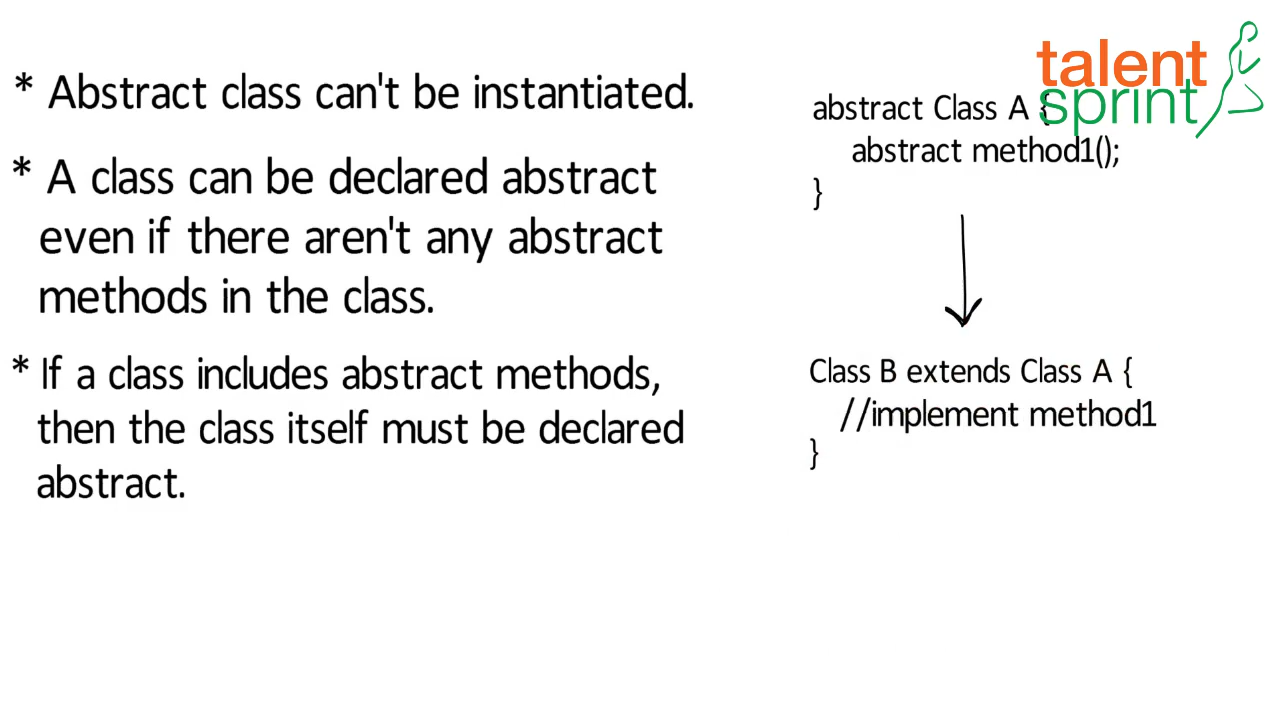 * Abstract class can't be instantiated.
* A class can be declared abstract
even if there aren't any abstract
methods in the class.
* If a class includes abstract methods,
then the class itself must be declared
abstract.
talent
sprint
abstract Class A {
abstract method1();
}
Class B extends Class A {
//implement method1
}